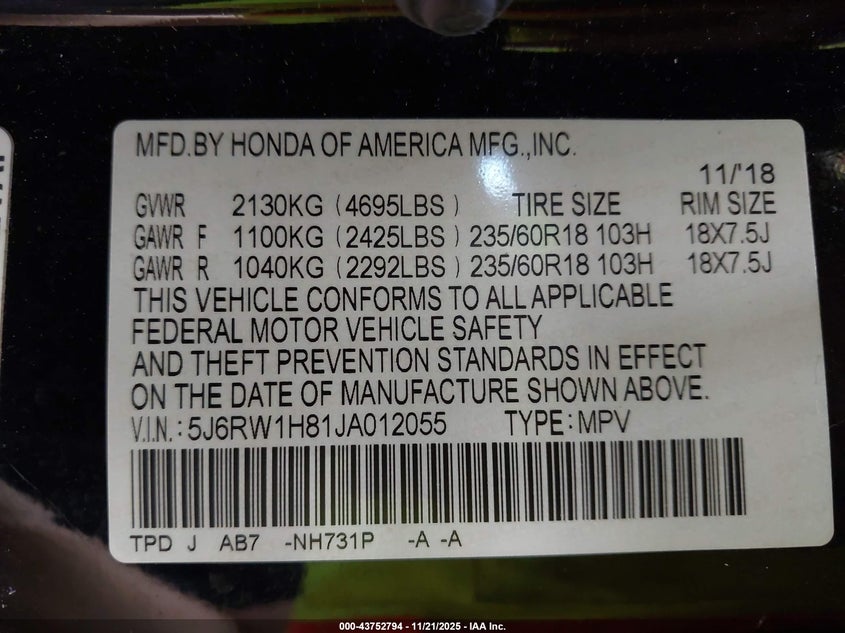 MFD.BY HONDA OF AMERICA MFG.,INC.
11/'18
GVWR 2130KG (4695LBS ) TIRE SIZE RIM SIZE
GAWR F 1100KG (2425LBS ) 235/60R18 103H 18X7.5J
GAWR R 1040KG (2292LBS ) 235/60R18 103H 18X7.5J
THIS VEHICLE CONFORMS TO ALL APPLICABLE
FEDERAL MOTOR VEHICLE SAFETY
AND THEFT PREVENTION STANDARDS IN EFFECT
ON THE DATE OF MANUFACTURE SHOWN ABOVE.
V.I.N.: 5J6RW1H81JA012055 TYPE: MPV
TPD J AB7 -NH731P -A -A
000-43752794 - 11/21/2025 - IAA Inc.